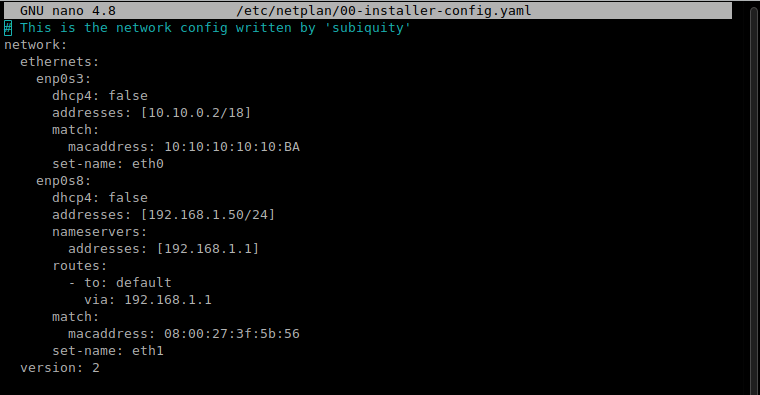 GNU nano 4.8 /etc/netplan/00-installer-config.yaml
# This is the network config written by 'subiquity'
network:
  ethernets:
    enp0s3:
      dhcp4: false
      addresses: [10.10.0.2/18]
      match:
        macaddress: 10:10:10:10:10:BA
      set-name: eth0
    enp0s8:
      dhcp4: false
      addresses: [192.168.1.50/24]
      nameservers:
        addresses: [192.168.1.1]
      routes:
        - to: default
          via: 192.168.1.1
      match:
        macaddress: 08:00:27:3f:5b:56
      set-name: eth1
  version: 2